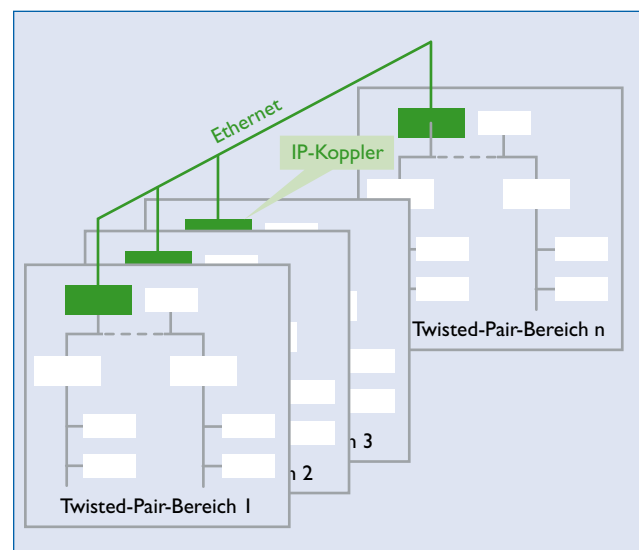 Ethernet
IP-Koppler
Twisted-Pair-Bereich n
h 3
h 2
Twisted-Pair-Bereich 1